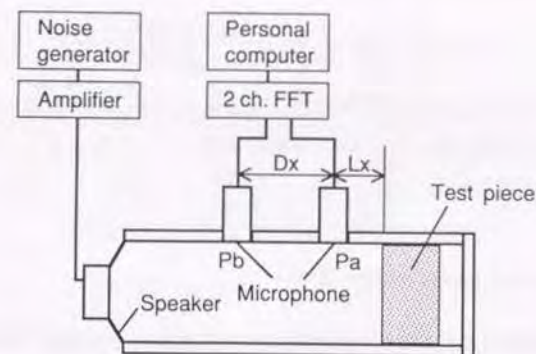 Noise
generator
Amplifier
Personal
computer
2 ch. FFT
Dx
Lx
Test piece
Pb
Pa
Microphone
Speaker